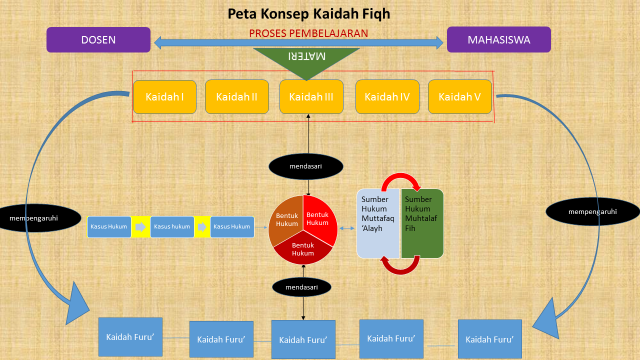 Peta Konsep Kaidah Fiqh
DOSEN
PROSES PEMBELAJARAN
MAHASISWA
MATERI
Kaidah I
Kaidah II
Kaidah III
Kaidah IV
Kaidah V
mendasari
mempengaruhi
Kasus Hukum
Kasus hukum
Kasus Hukum
Bentuk
Hukum
Bentuk
Hukum
Bentuk
Hukum
Sumber
Hukum
Muttafaq
‘Alayh
Sumber
Hukum
Muhtalaf
Fih
mempengaruhi
mendasari
Kaidah Furu’
Kaidah Furu’
Kaidah Furu’
Kaidah Furu’
Kaidah Furu’